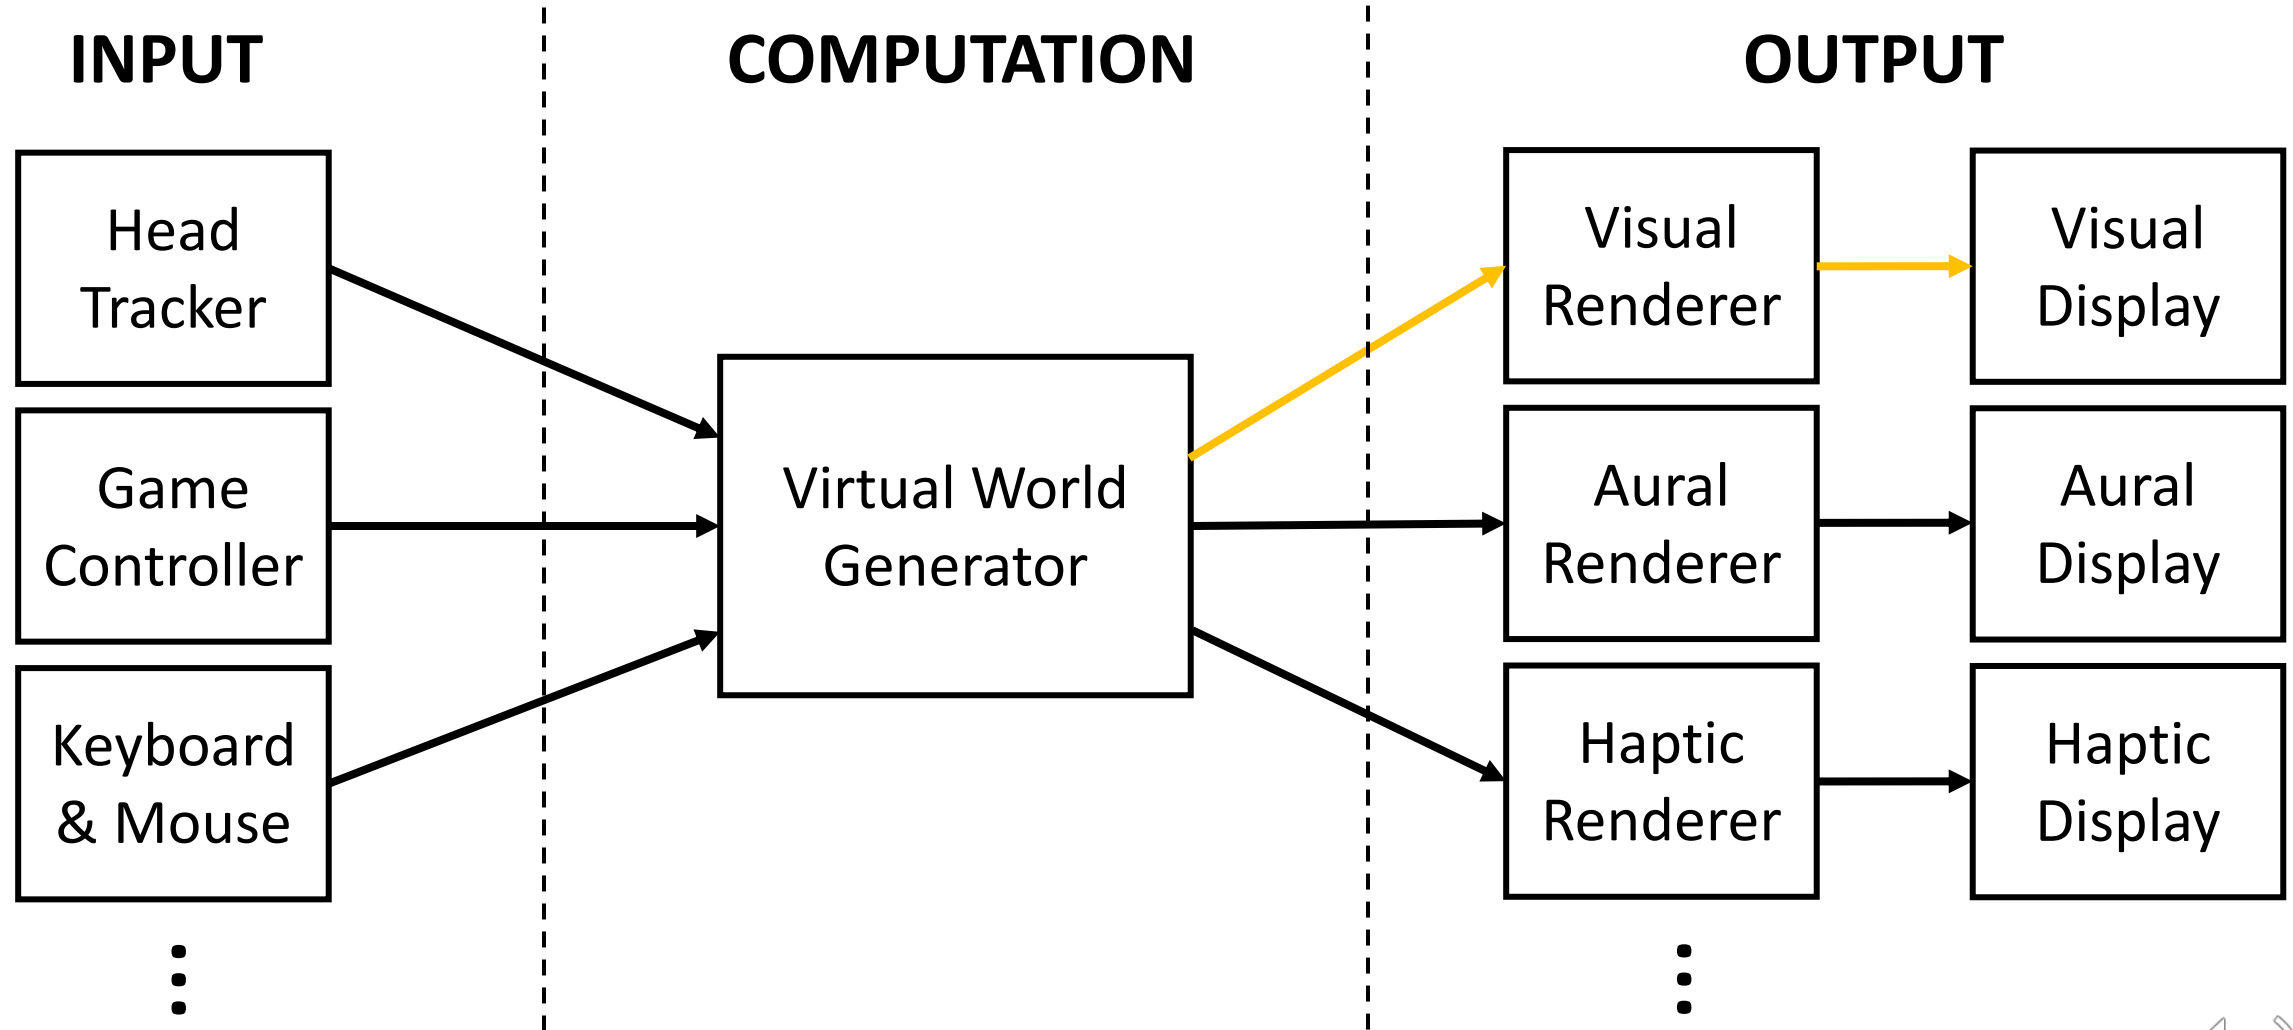 INPUT
COMPUTATION
OUTPUT
Head
Tracker
Game
Controller
Keyboard
& Mouse
Virtual World
Generator
Visual
Renderer
Visual
Display
Aural
Renderer
Aural
Display
Haptic
Renderer
Haptic
Display